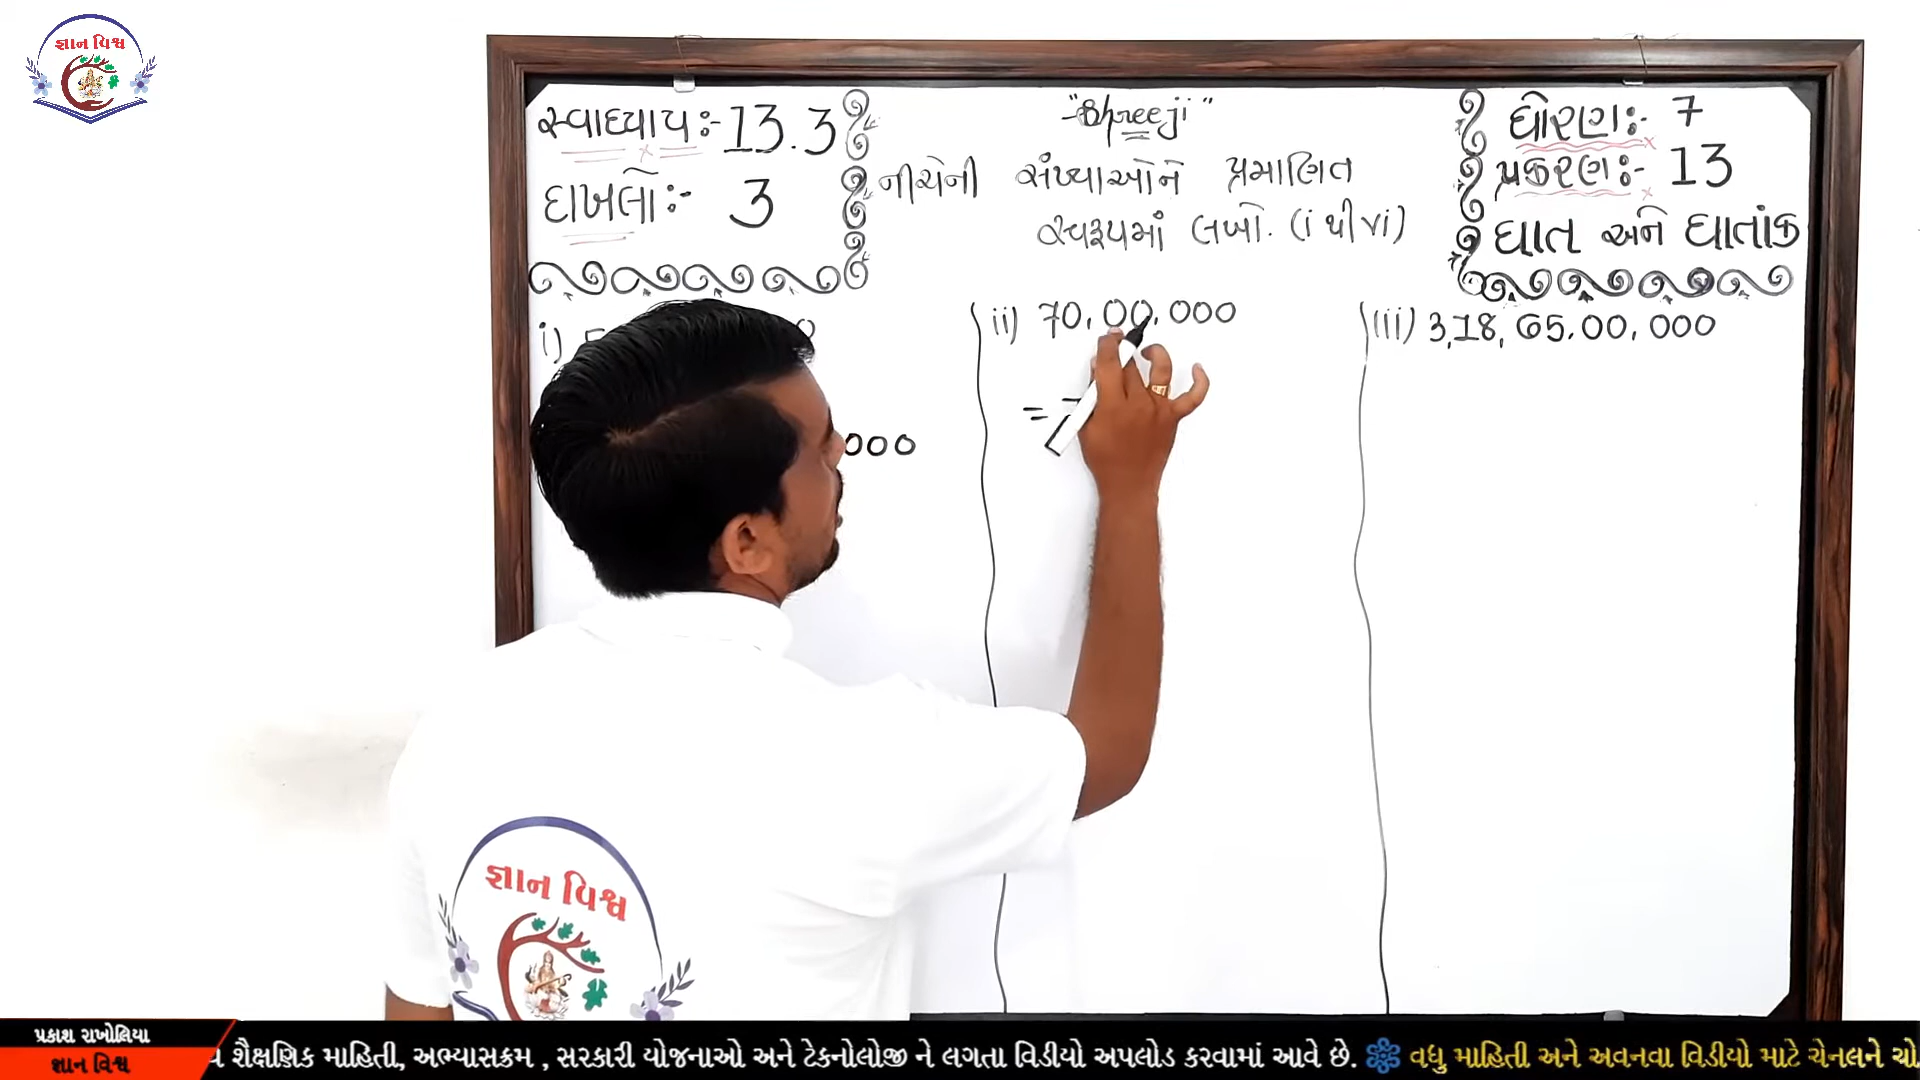 જ્ઞાન વિશ્વ
સ્વાધ્યાય:- 13.3
દાખલો:- 3
"Shreeji"
નીચેની સંખ્યાઓને પ્રમાણિત
સ્વરૂપમાં લખો. (i થી vi)
ધોરણ:- 7
પ્રકરણ:- 13
ઘાત અને ઘાતાંક
i)
000
ii) 70,00,000
=
(iii) 3,18,65,00,000
જ્ઞાન વિશ્વ
પ્રકાશ રાખોલિયા
જ્ઞાન વિશ્વ
શૈક્ષણિક માહિતી, અભ્યાસક્રમ , સરકારી યોજનાઓ અને ટેકનોલોજી ને લગતા વિડીયો અપલોડ કરવામાં આવે છે. વધુ માહિતી અને અવનવા વિડીયો માટે ચેનલને